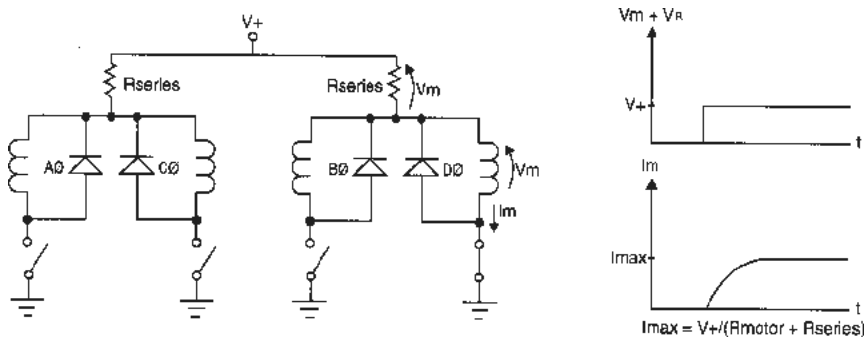 V+
Rseries
Rseries
Vm
AØ
CØ
BØ
DØ
Vm
Im
Vm + VR
V+
t
Im
Imax
t
Imax = V+/(Rmotor + Rseries)